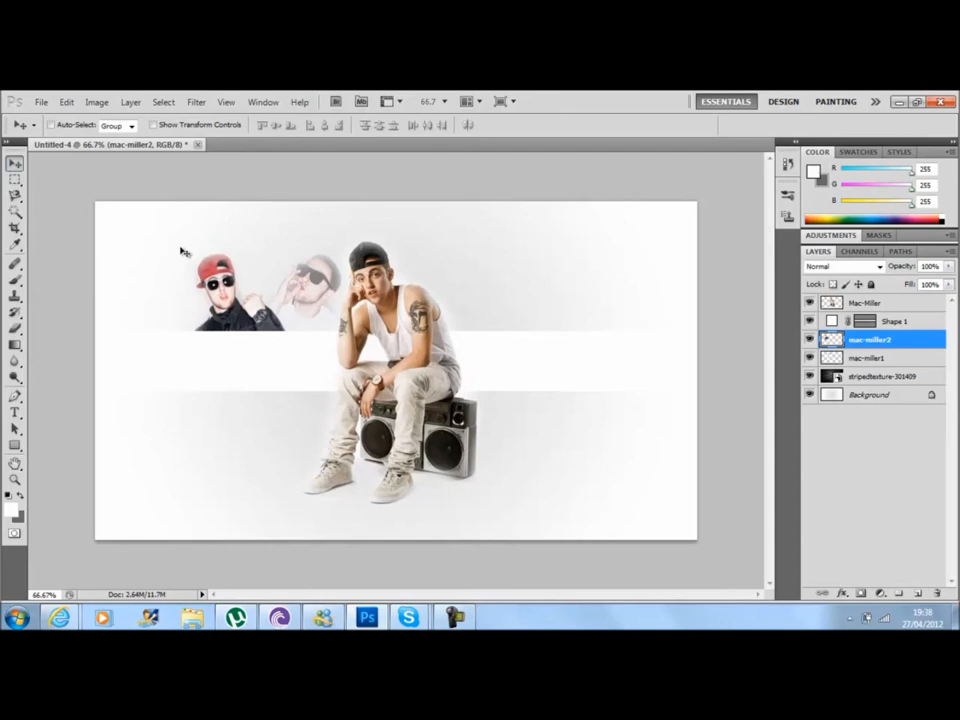 Ps File Edit Image Layer Select Filter View Window Help Br Mb 66.7 ESSENTIALS DESIGN PAINTING
Auto-Select: Group Show Transform Controls
Untitled-4 @ 66.7% (mac-miller2, RGB/8) *
COLOR SWATCHES STYLES
R 255
G 255
B 255
ADJUSTMENTS MASKS
LAYERS CHANNELS PATHS
Normal Opacity: 100%
Lock: Fill: 100%
Mac-Miller
Shape 1
mac-miller2
mac-miller1
stripedtexture-301409
Background
66.67% Doc: 2.64M/11.7M
Ps
19:38
27/04/2012